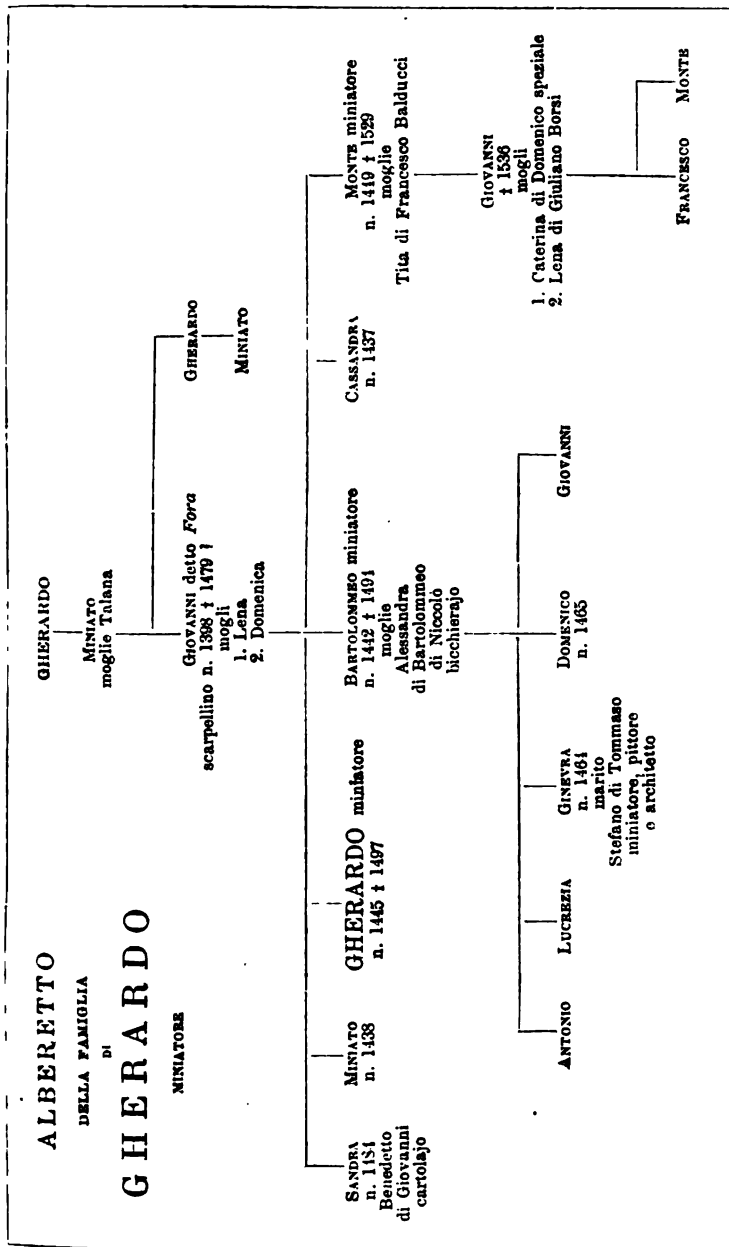 ALBERETTO
DELLA FAMIGLIA
DI
GHERARDO
MINIATORE
GHERARDO
MINIATO
moglie Talana
GIOVANNI detto Fora
scarpellino n. 1398 † 1479 ?
mogli
1. Lena
2. Domenica
GHERARDO
MINIATO
SANDRA
n. 1434
Benedetto
di Giovanni
cartolajo
MINIATO
n. 1438
GHERARDO miniatore
n. 1445 † 1497
BARTOLOMMEO miniatore
n. 1442 † 1494
moglie
Alessandra
di Bartolommeo
di Niccolò
bicchierajo
CASSANDRA
n. 1437
MONTE miniatore
n. 1449 † 1529
moglie
Tita di Francesco Balducci
ANTONIO
LUCREZIA
GINEVRA
n. 1464
marito
Stefano di Tommaso
miniatore, pittore
e architetto
DOMENICO
n. 1465
GIOVANNI
GIOVANNI
† 1536
mogli
1. Caterina di Domenico speziale
2. Lena di Giuliano Borsi
FRANCESCO
MONTE